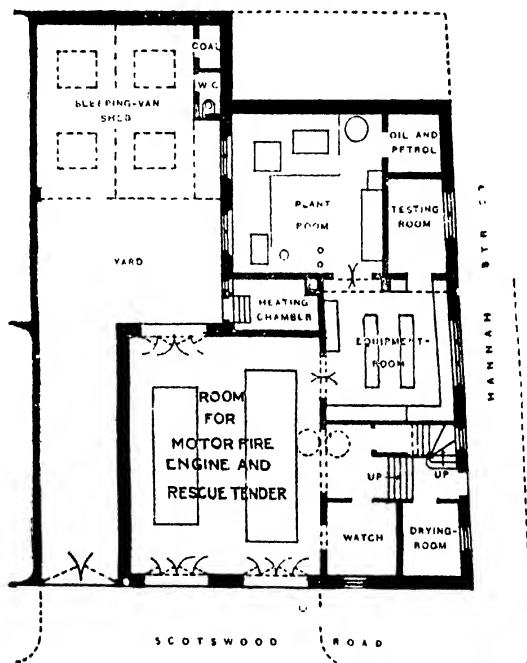 COAL
W.C.
SLEEPING-VAN
SHED
OIL AND
PETROL
PLANT
ROOM
TESTING
ROOM
HANNAH STR
YARD
HEATING
CHAMBER
EQUIPMENT-
ROOM
ROOM
FOR
MOTOR FIRE
ENGINE AND
RESCUE TENDER
UP
UP
WATCH
DRYING-
ROOM
SCOTSWOOD ROAD